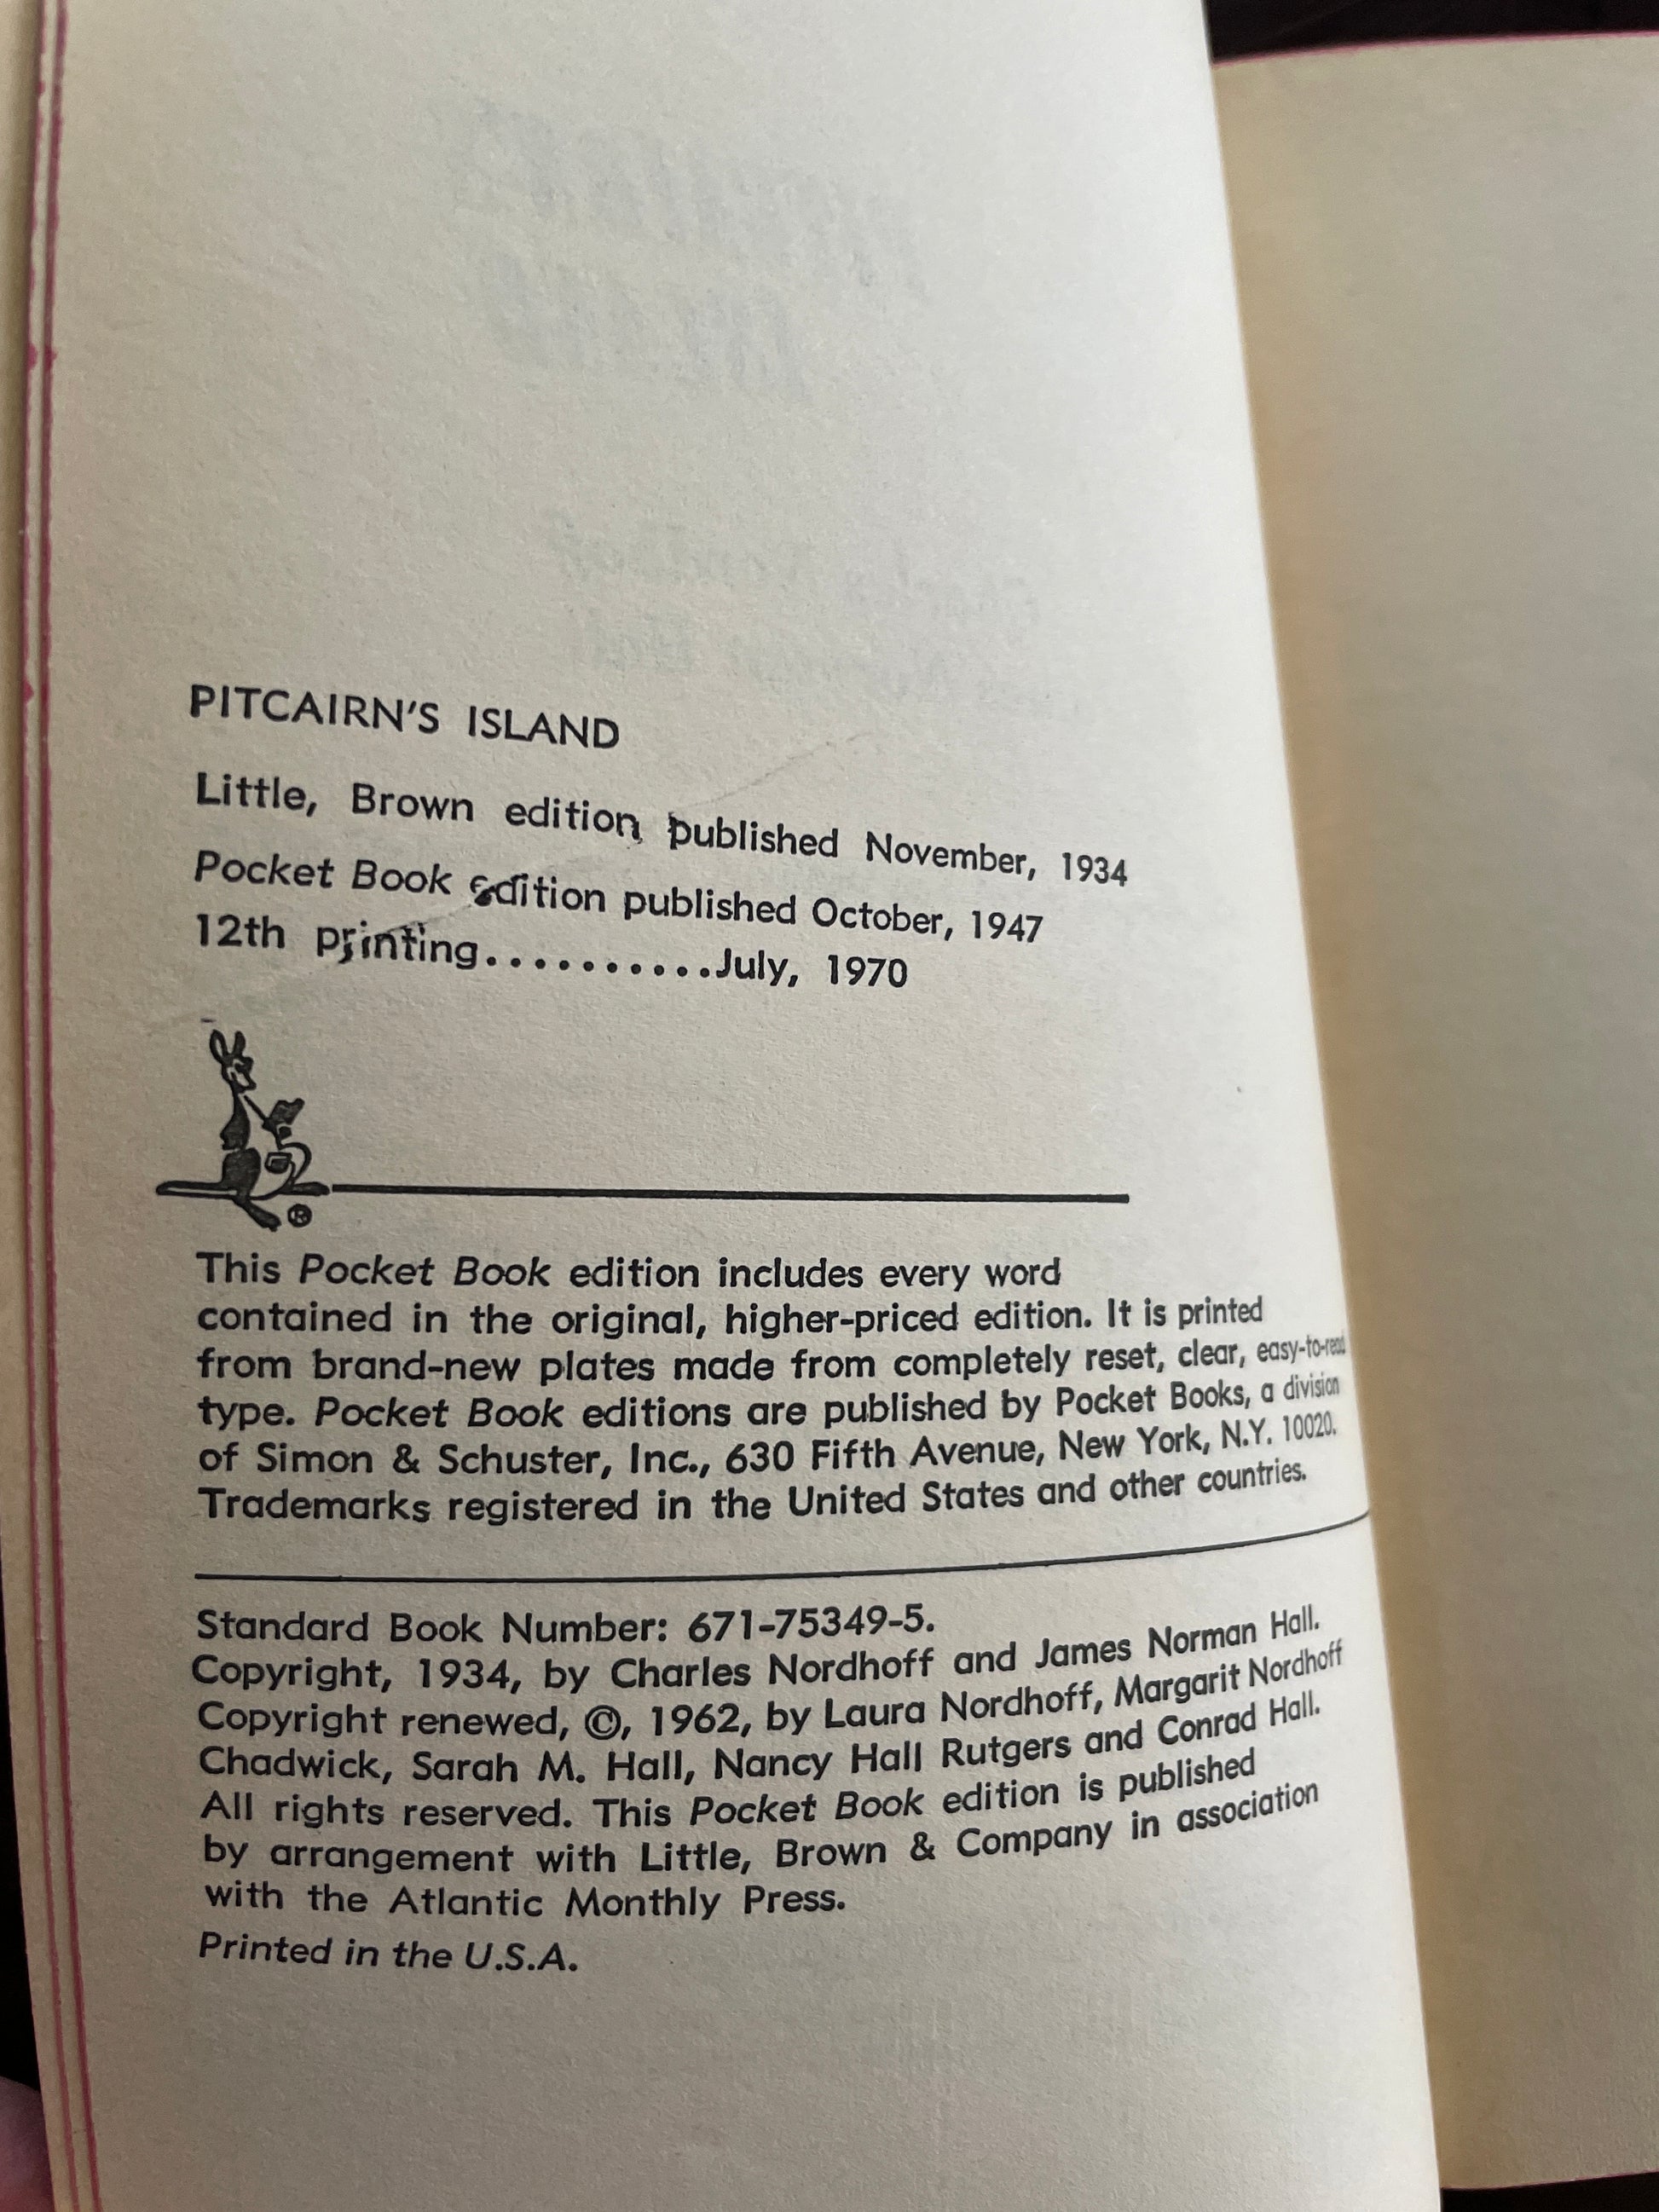 PITCAIRN'S ISLAND
Little, Brown edition published November, 1934
Pocket Book edition published October, 1947
12th printing..........July, 1970
®
This Pocket Book edition includes every word
contained in the original, higher-priced edition. It is printed
from brand-new plates made from completely reset, clear, easy-to-read
type. Pocket Book editions are published by Pocket Books, a division
of Simon & Schuster, Inc., 630 Fifth Avenue, New York, N.Y. 10020.
Trademarks registered in the United States and other countries.
Standard Book Number: 671-75349-5.
Copyright, 1934, by Charles Nordhoff and James Norman Hall.
Copyright renewed, ©, 1962, by Laura Nordhoff, Margarit Nordhoff
Chadwick, Sarah M. Hall, Nancy Hall Rutgers and Conrad Hall.
All rights reserved. This Pocket Book edition is published
by arrangement with Little, Brown & Company in association
with the Atlantic Monthly Press.
Printed in the U.S.A.